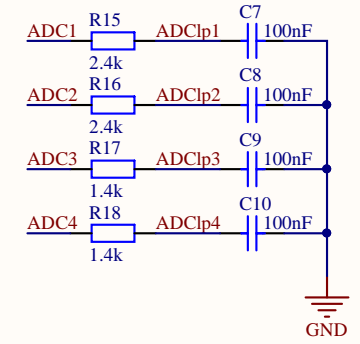 C7
R15
ADC1 ADClp1 100nF
2.4k
C8
R16
ADC2 ADClp2 100nF
2.4k
C9
R17
ADC3 ADClp3 100nF
1.4k
C10
R18
ADC4 ADClp4 100nF
1.4k
GND